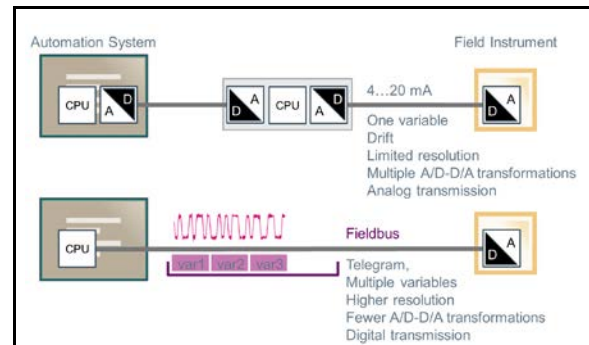 Automation System
Field Instrument
CPU
A
D
D
A
CPU
A
D
D
A
4…20 mA
One variable
Drift
Limited resolution
Multiple A/D-D/A transformations
Analog transmission
CPU
var1
var2
var3
Fieldbus
D
A
Telegram,
Multiple variables
Higher resolution
Fewer A/D-D/A transformations
Digital transmission